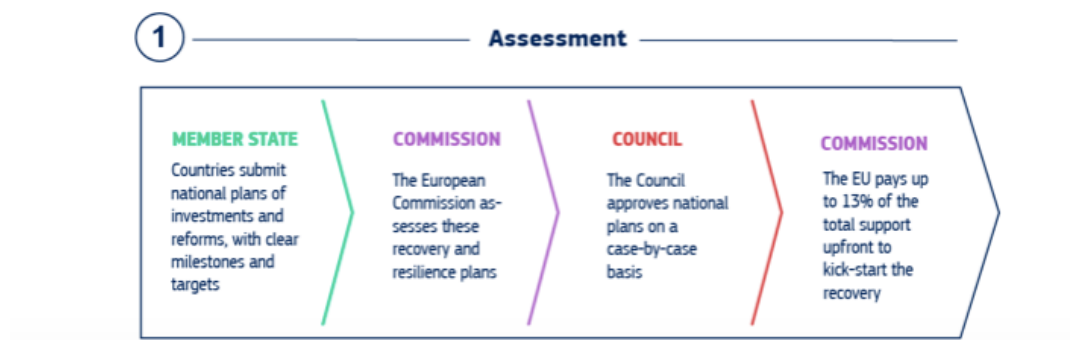 1
Assessment
MEMBER STATE
Countries submit
national plans of
investments and
reforms, with clear
milestones and
targets
COMMISSION
The European
Commission as-
sesses these
recovery and
resilience plans
COUNCIL
The Council
approves national
plans on a
case-by-case
basis
COMMISSION
The EU pays up
to 13% of the
total support
upfront to
kick-start the
recovery